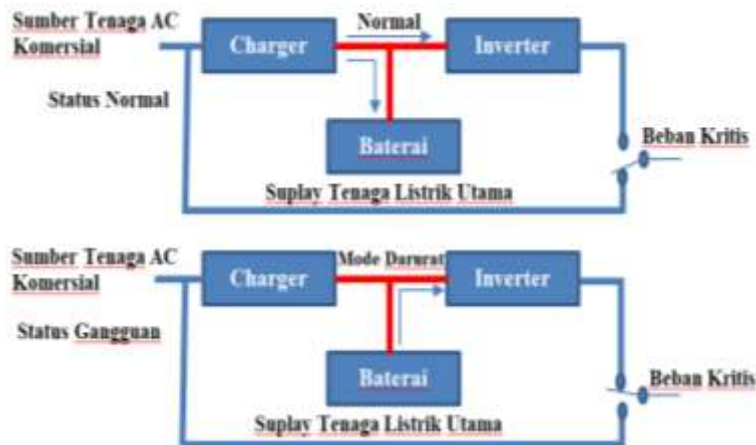 Sumber Tenaga AC
Komersial
Charger
Normal
Inverter
Status Normal
Baterai
Beban Kritis
Suplay Tenaga Listrik Utama
Sumber Tenaga AC
Komersial
Charger
Mode Darurat
Inverter
Status Gangguan
Baterai
Beban Kritis
Suplay Tenaga Listrik Utama